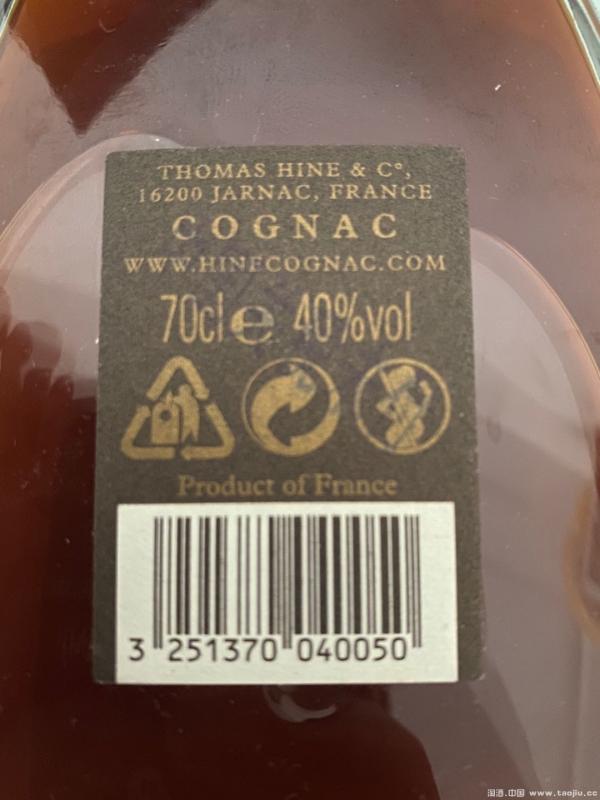 THOMAS HINE & C°,
16200 JARNAC, FRANCE
COGNAC
WWW.HINECOGNAC.COM
70cl e 40%vol
Product of France
3 251370 040050
淘酒.中国 www.taojiu.cc